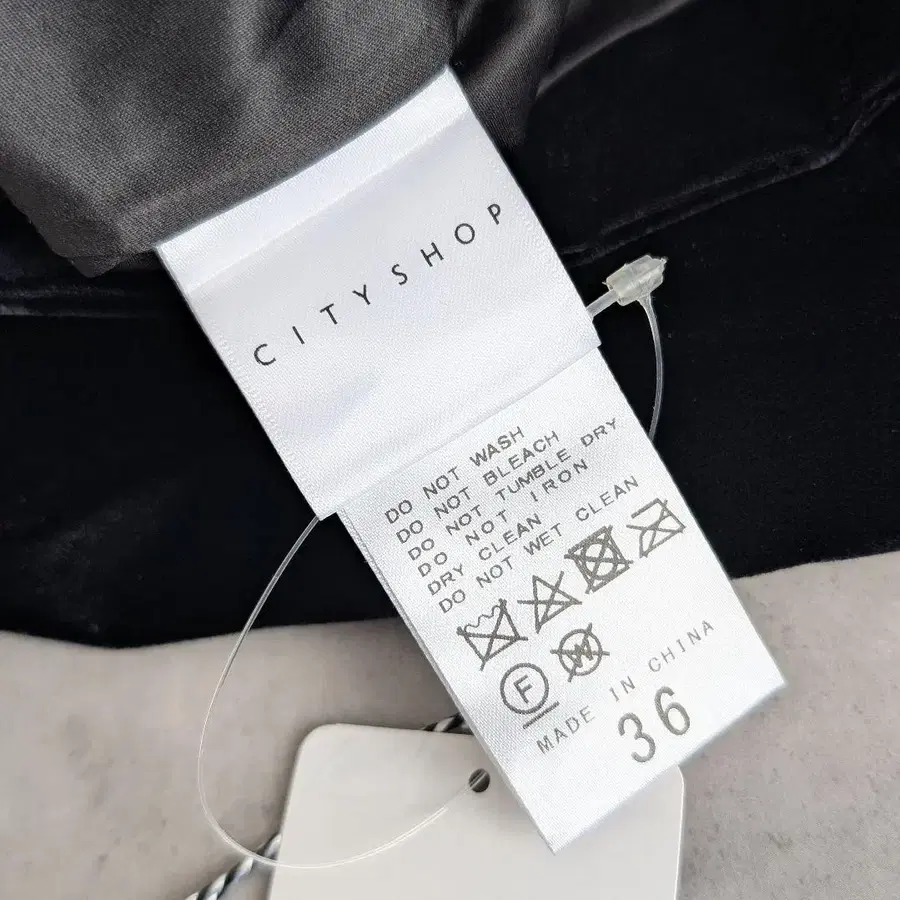 CITYSHOP
DO NOT WASH
DO NOT BLEACH
DO NOT TUMBLE DRY
DO NOT IRON
DRY CLEAN
DO NOT WET CLEAN
F W
MADE IN CHINA
36